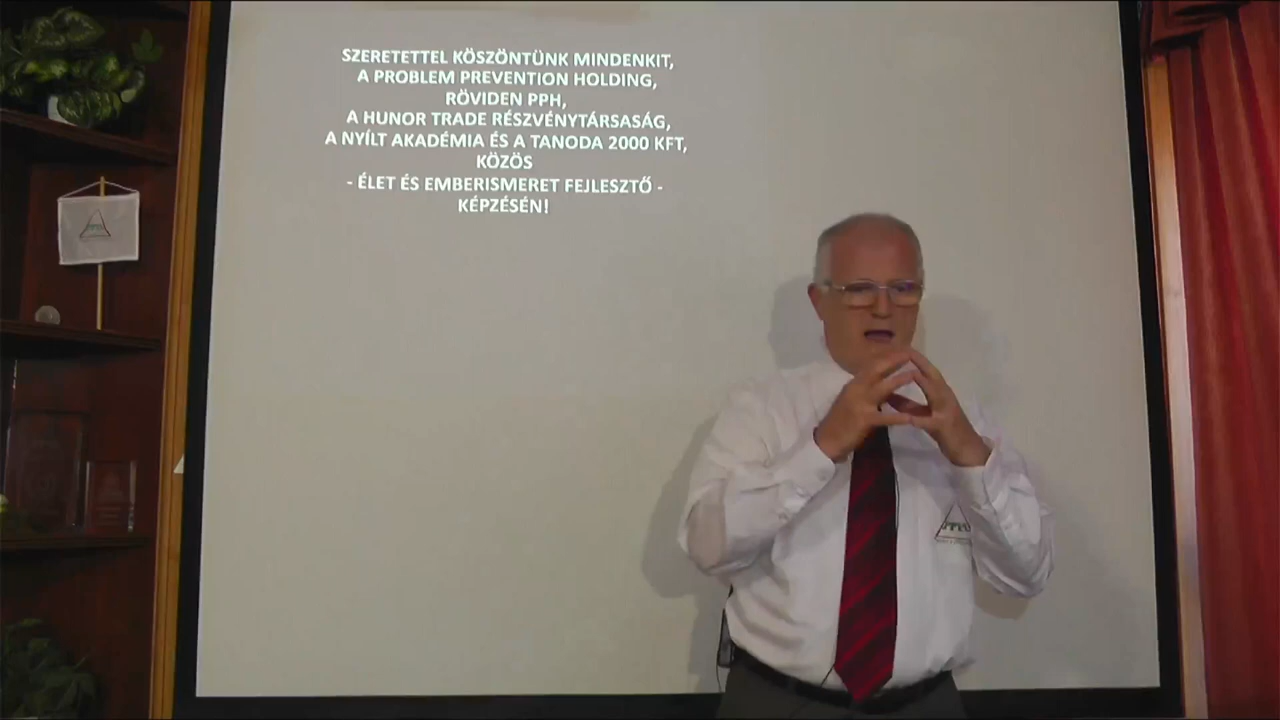 SZERETETTEL KÖSZÖNTÜNK MINDENKIT,
A PROBLEM PREVENTION HOLDING,
RÖVIDEN PPH,
A HUNOR TRADE RÉSZVÉNYTÁRSASÁG,
A NYÍLT AKADÉMIA ÉS A TANODA 2000 KFT,
KÖZÖS
- ÉLET ÉS EMBERISMERET FEJLESZTŐ -
KÉPZÉSÉN!